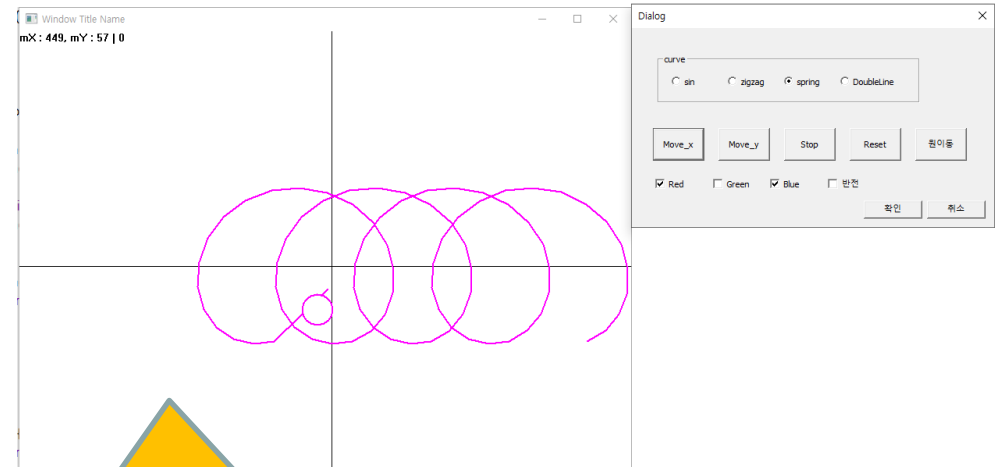 Window Title Name
mX : 449, mY : 57 | 0
Dialog
curve
sin zigzag spring DoubleLine
Move_x Move_y Stop Reset 원이동
Red Green Blue 반전
확인 취소